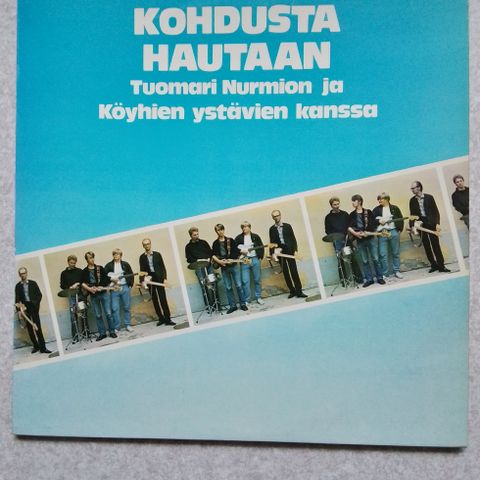 KOHDUSTA
HAUTAAN
Tuomari Nurmion ja
Köyhien ystävien kanssa